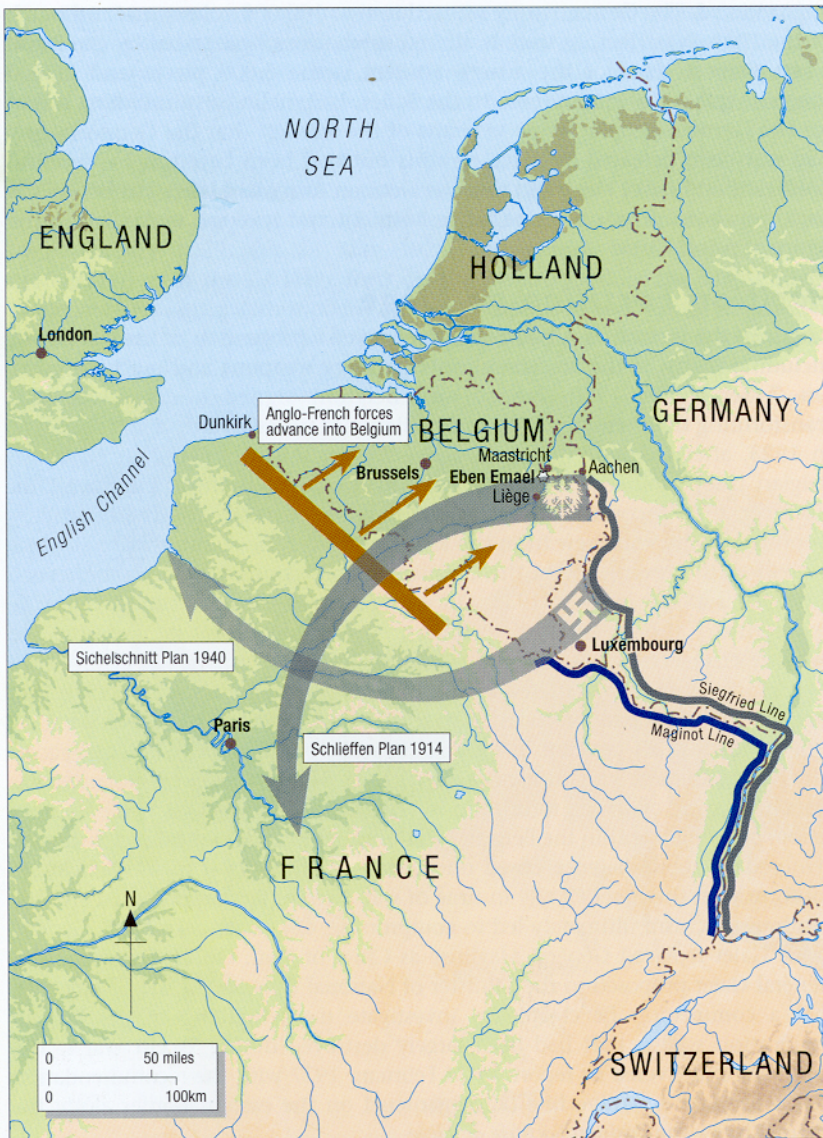 NORTH
SEA
ENGLAND
HOLLAND
London
GERMANY
Dunkirk
Anglo-French forces
advance into Belgium
BELGIUM
Maastricht
Brussels
Eben Emael
Aachen
Liège
English Channel
Sichelschnitt Plan 1940
Luxembourg
Siegfried Line
Maginot Line
Paris
Schlieffen Plan 1914
FRANCE
N
0 50 miles
0 100km
SWITZERLAND